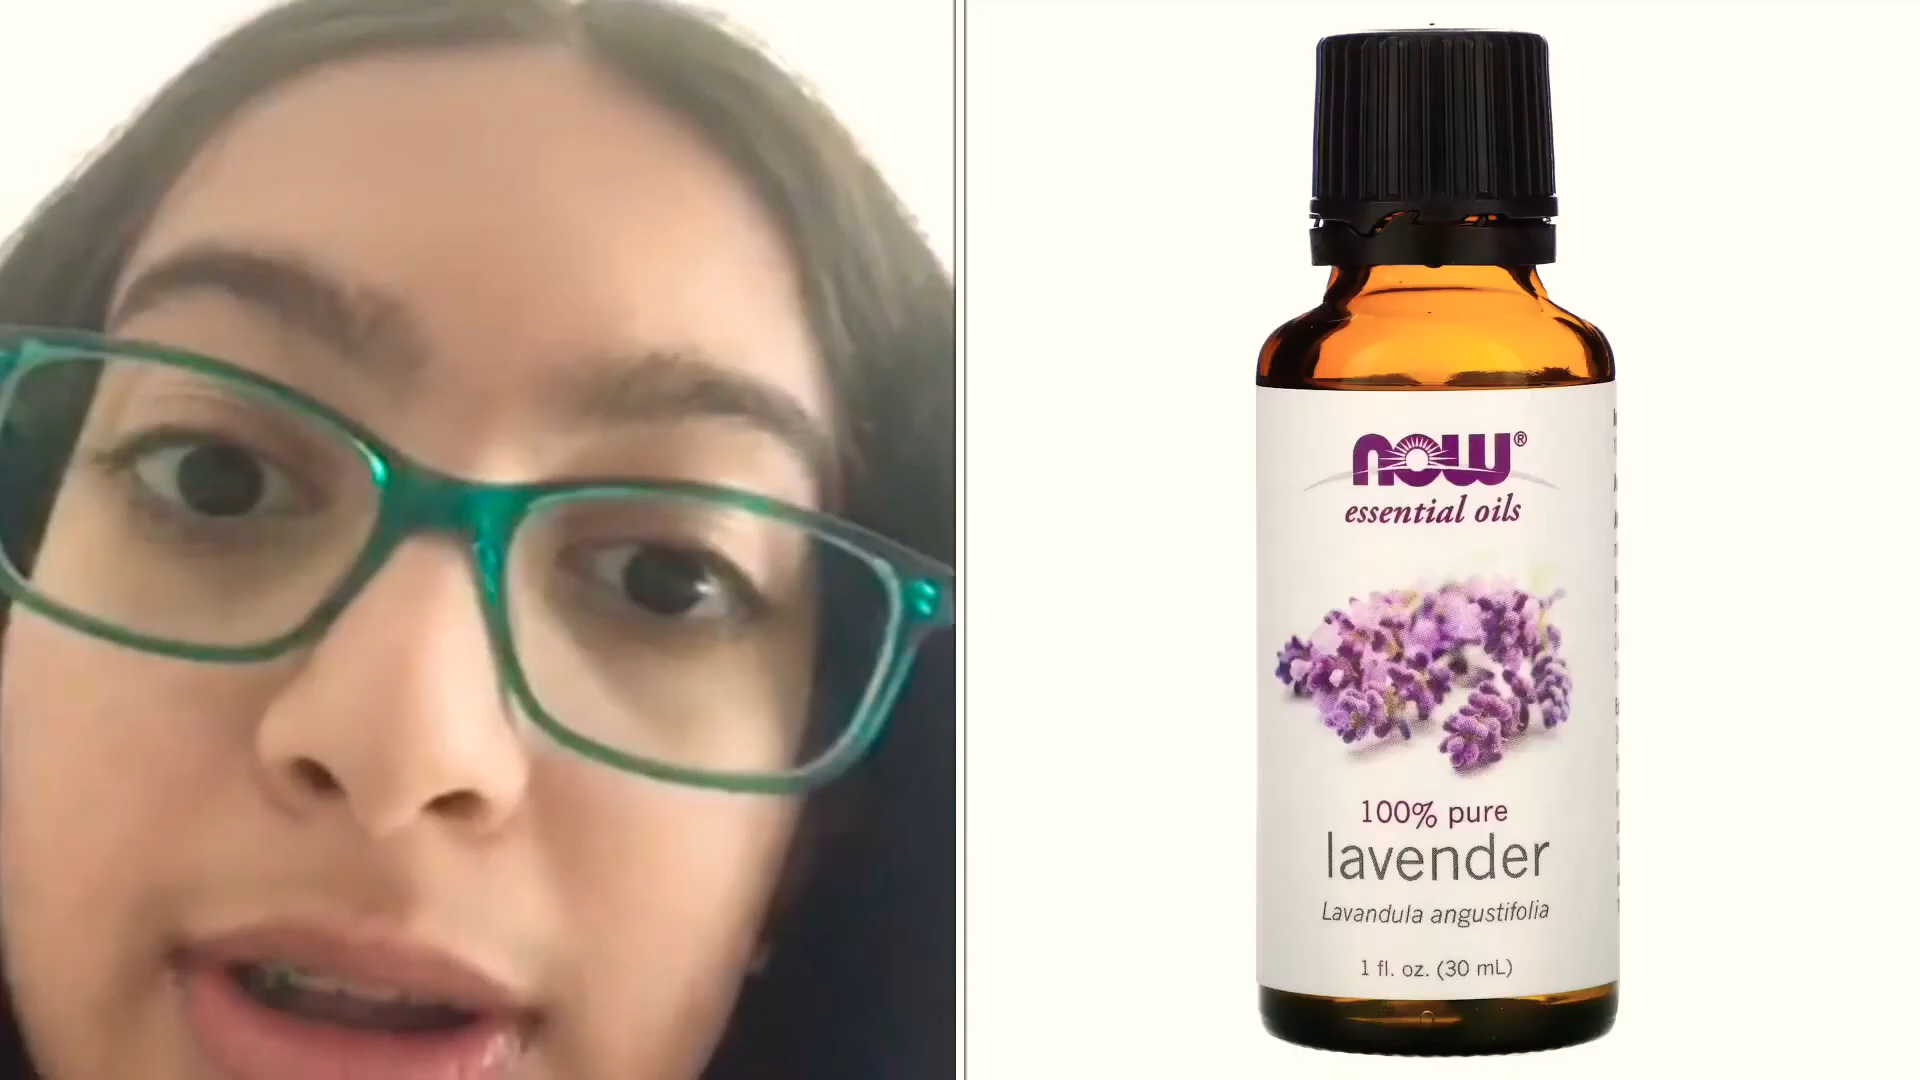 now®
essential oils
100% pure
lavender
Lavandula angustifolia
1 fl. oz. (30 mL)